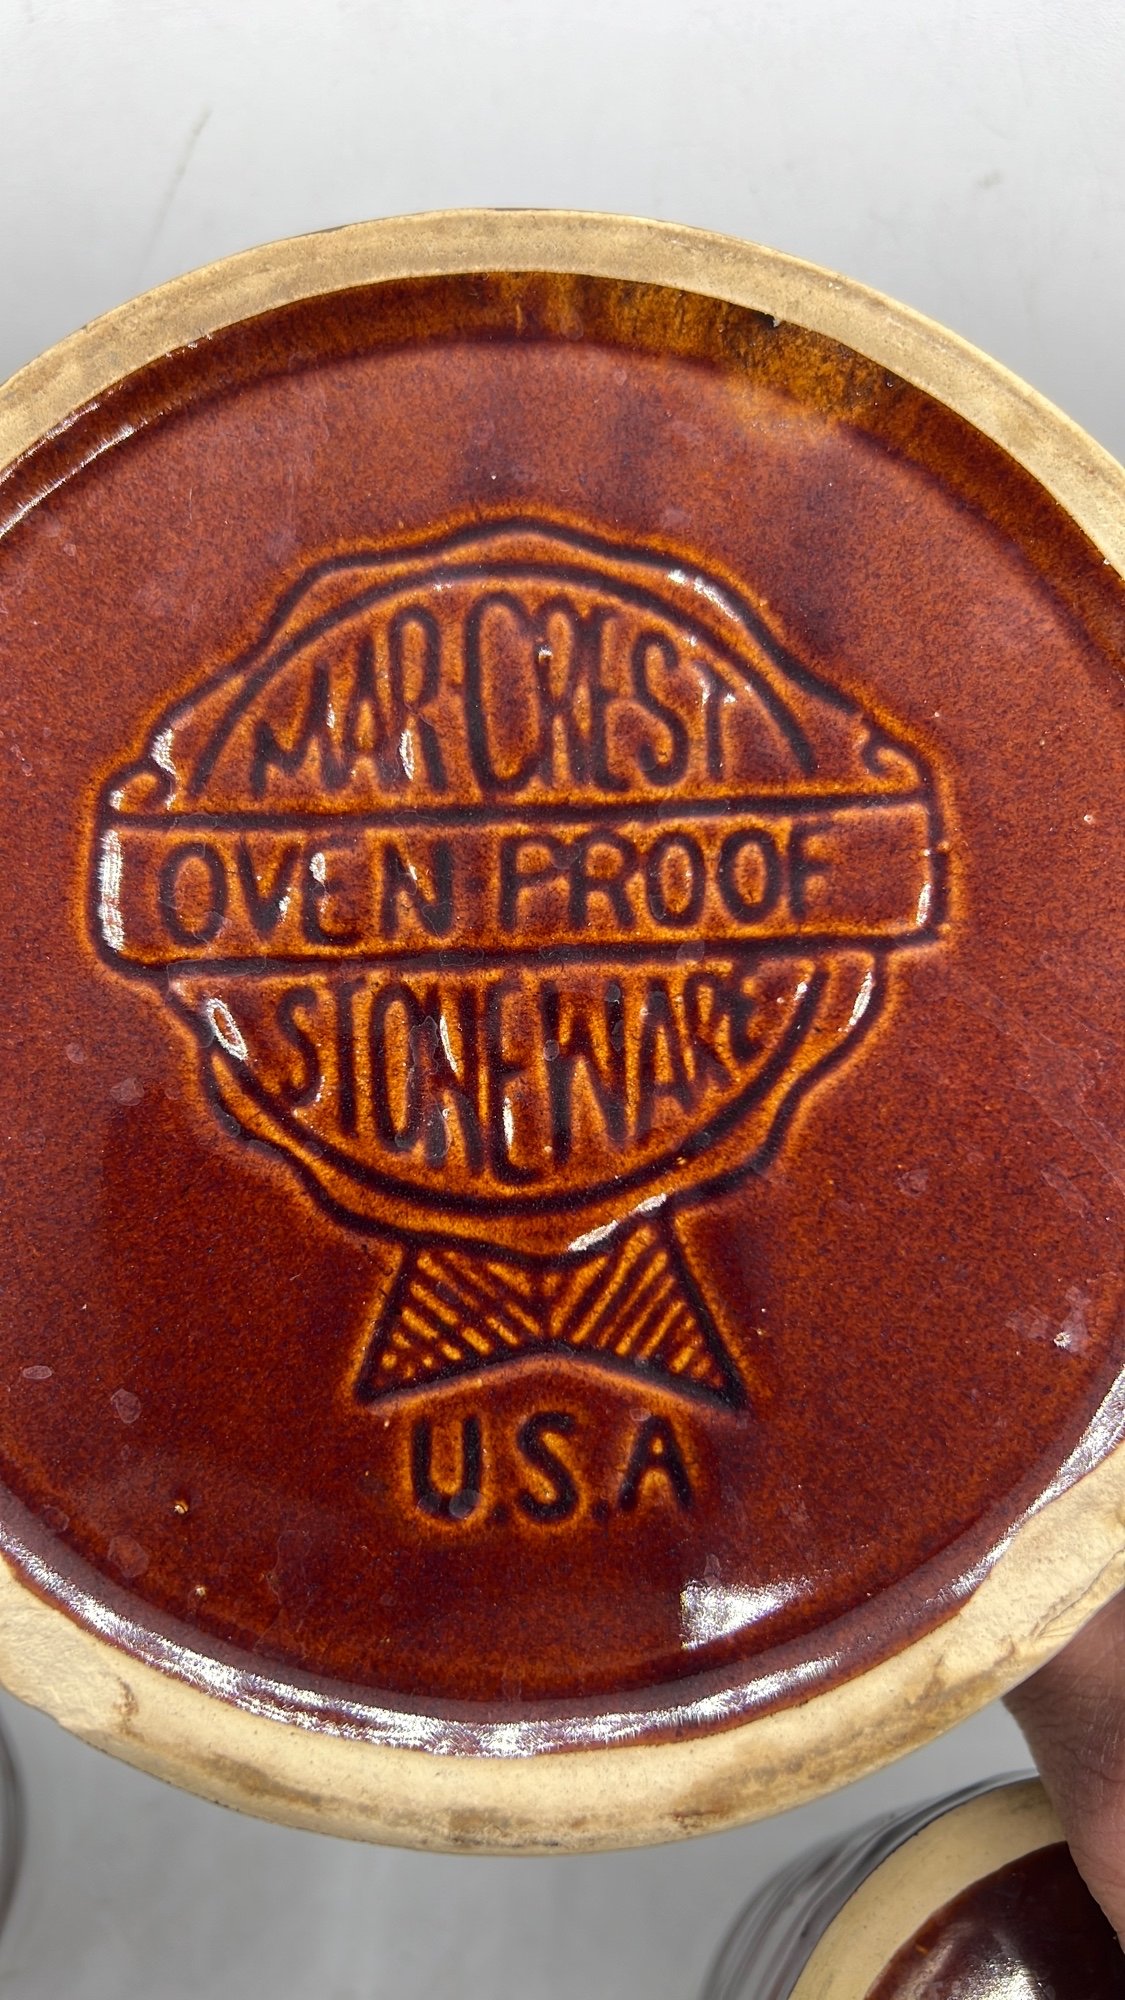 MAR-CREST
OVEN PROOF
STONEWARE
U.S.A